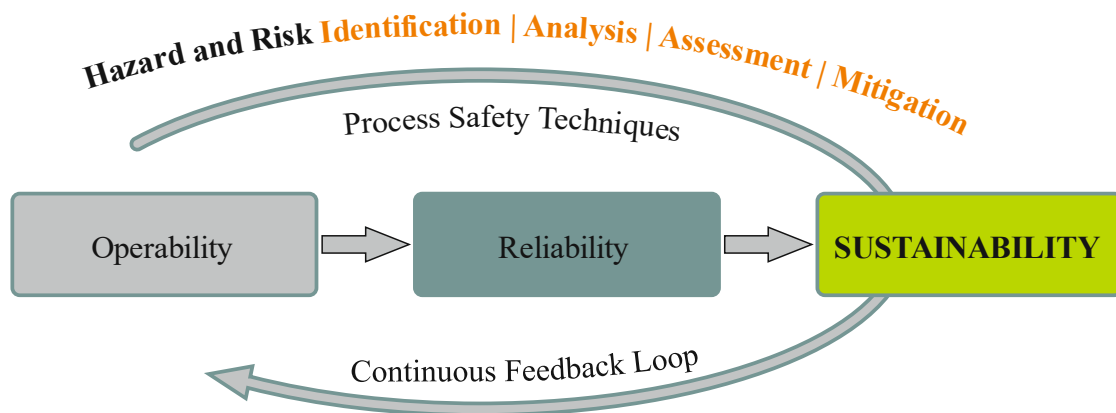 Hazard and Risk Identification | Analysis | Assessment | Mitigation
Process Safety Techniques
Operability
Reliability
SUSTAINABILITY
Continuous Feedback Loop